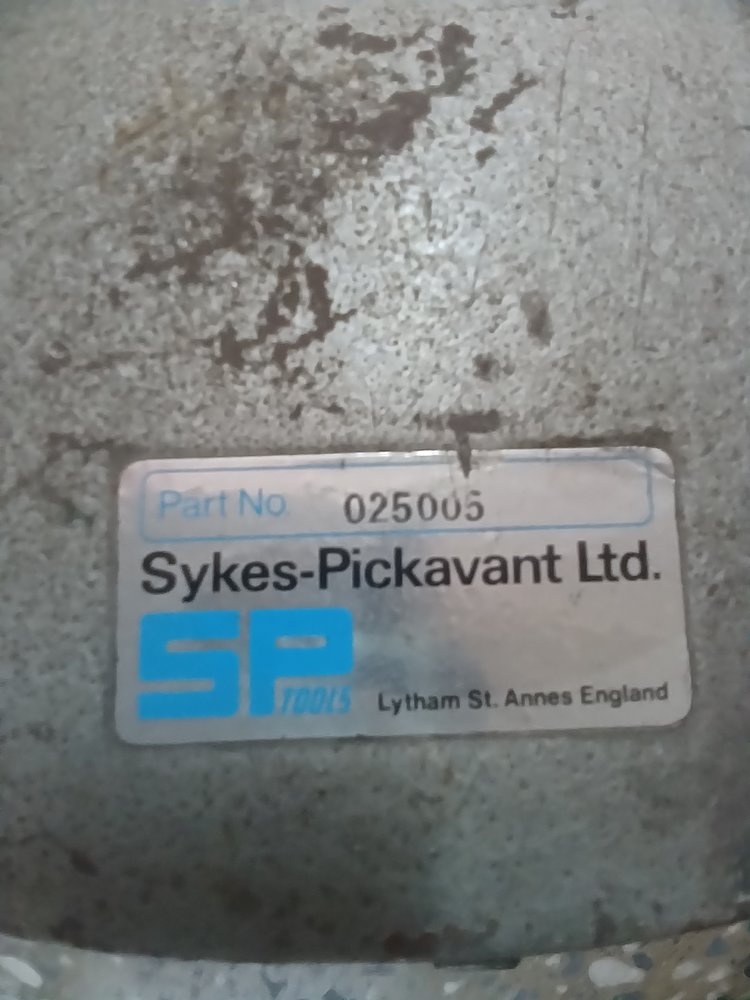 Part No 025005
Sykes-Pickavant Ltd.
SP
TOOLS
Lytham St. Annes England